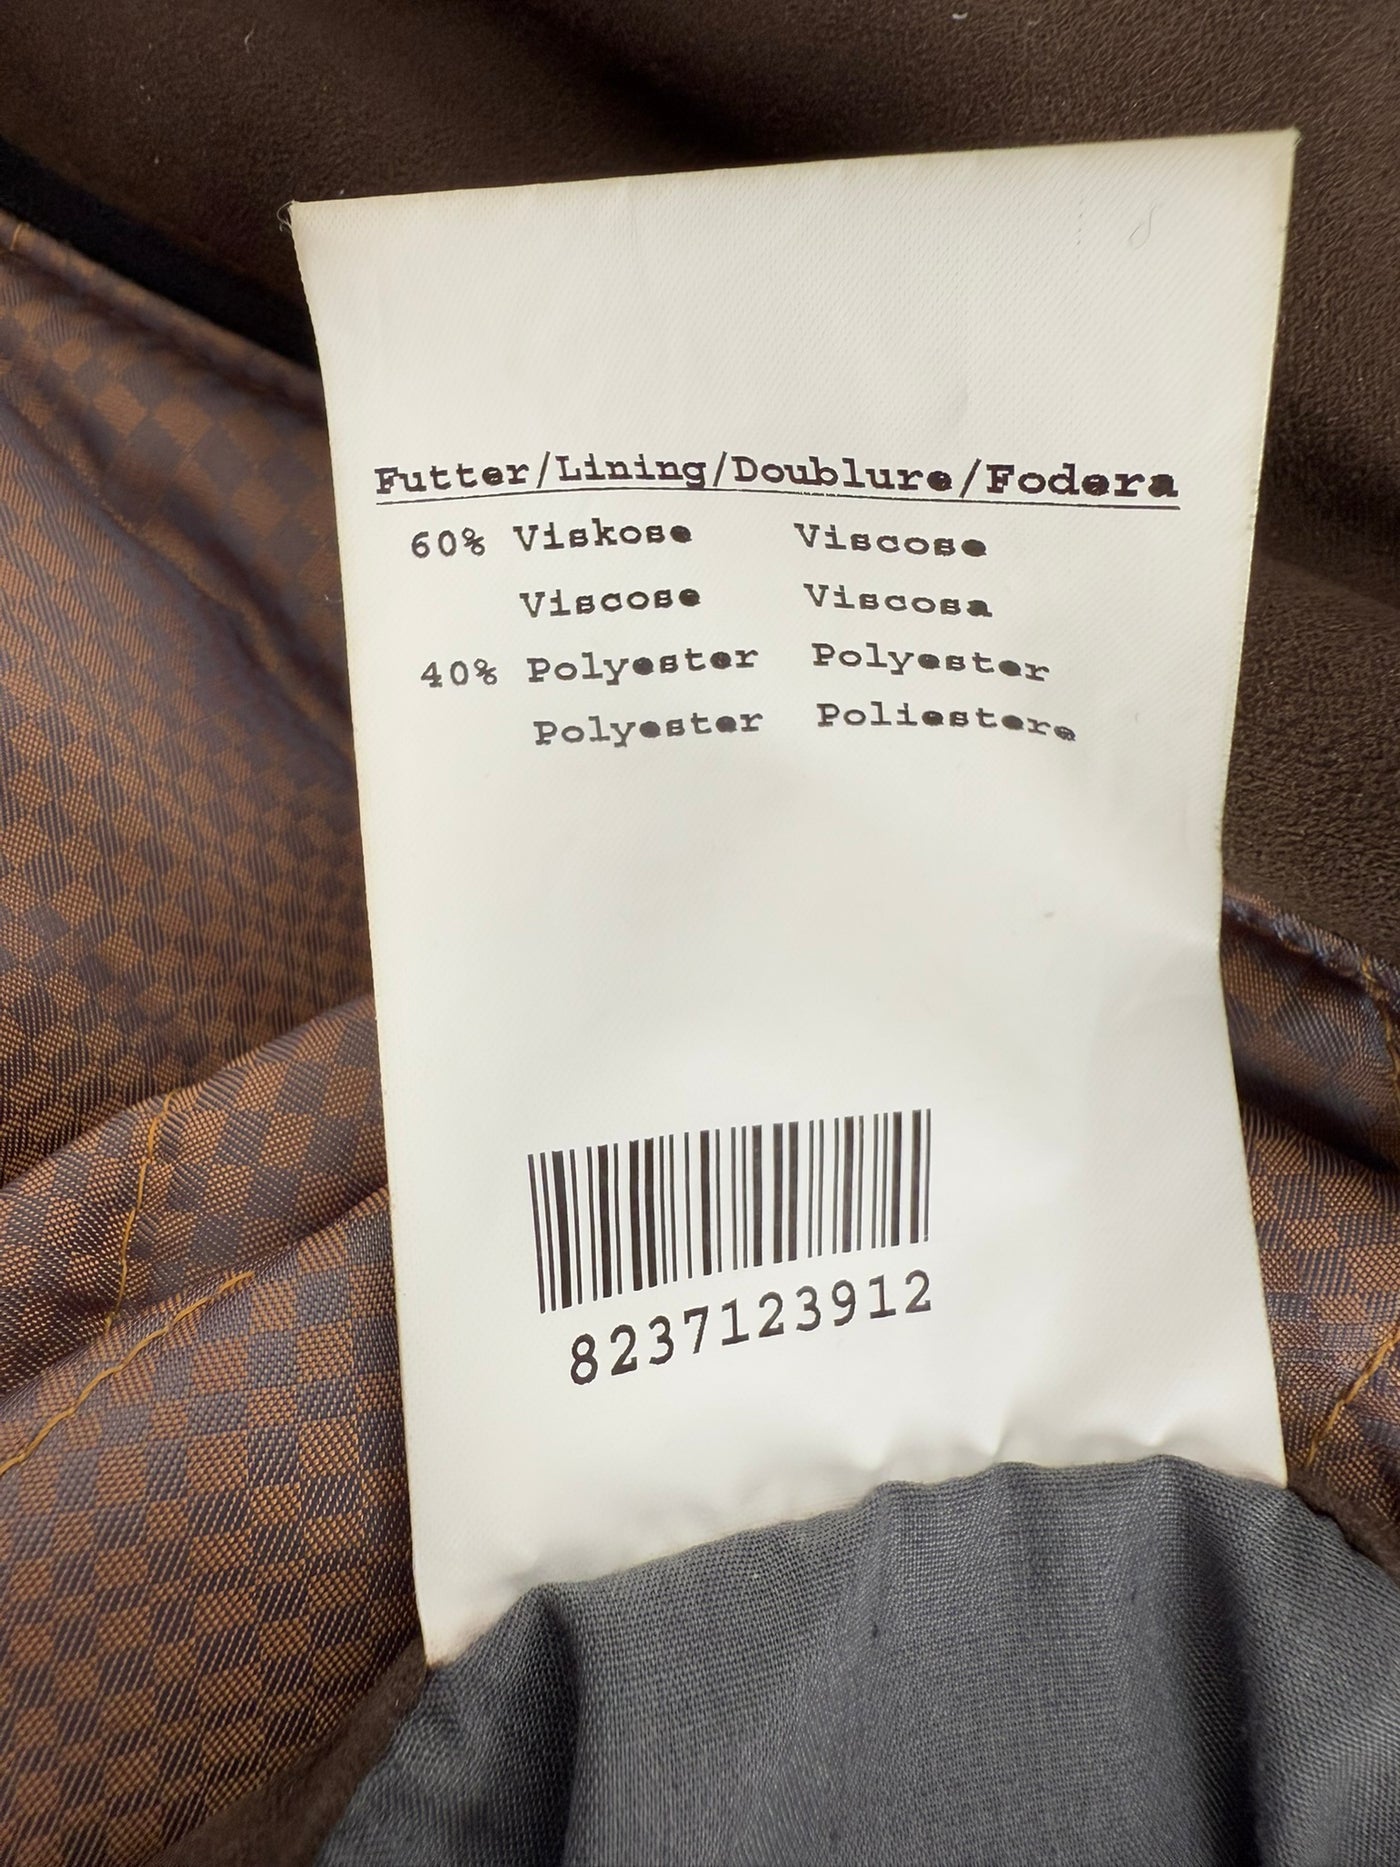 Futter/Lining/Doublure/Fodera
60% Viskose Viscose
Viscose Viscosa
40% Polyester Polyester
Polyester Poliestere
8237123912